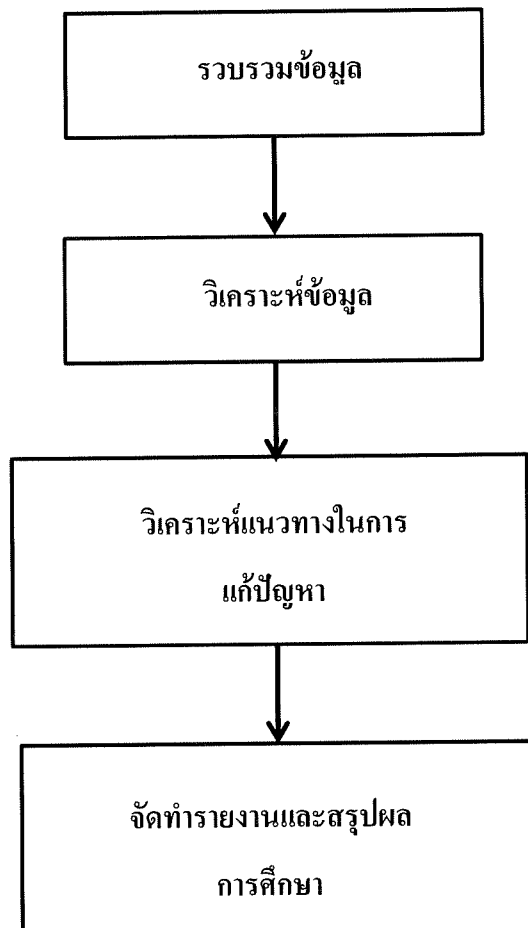 รวบรวมข้อมูล
วิเคราะห์ข้อมูล
วิเคราะห์แนวทางในการ
แก้ปัญหา
จัดทำรายงานและสรุปผล
การศึกษา